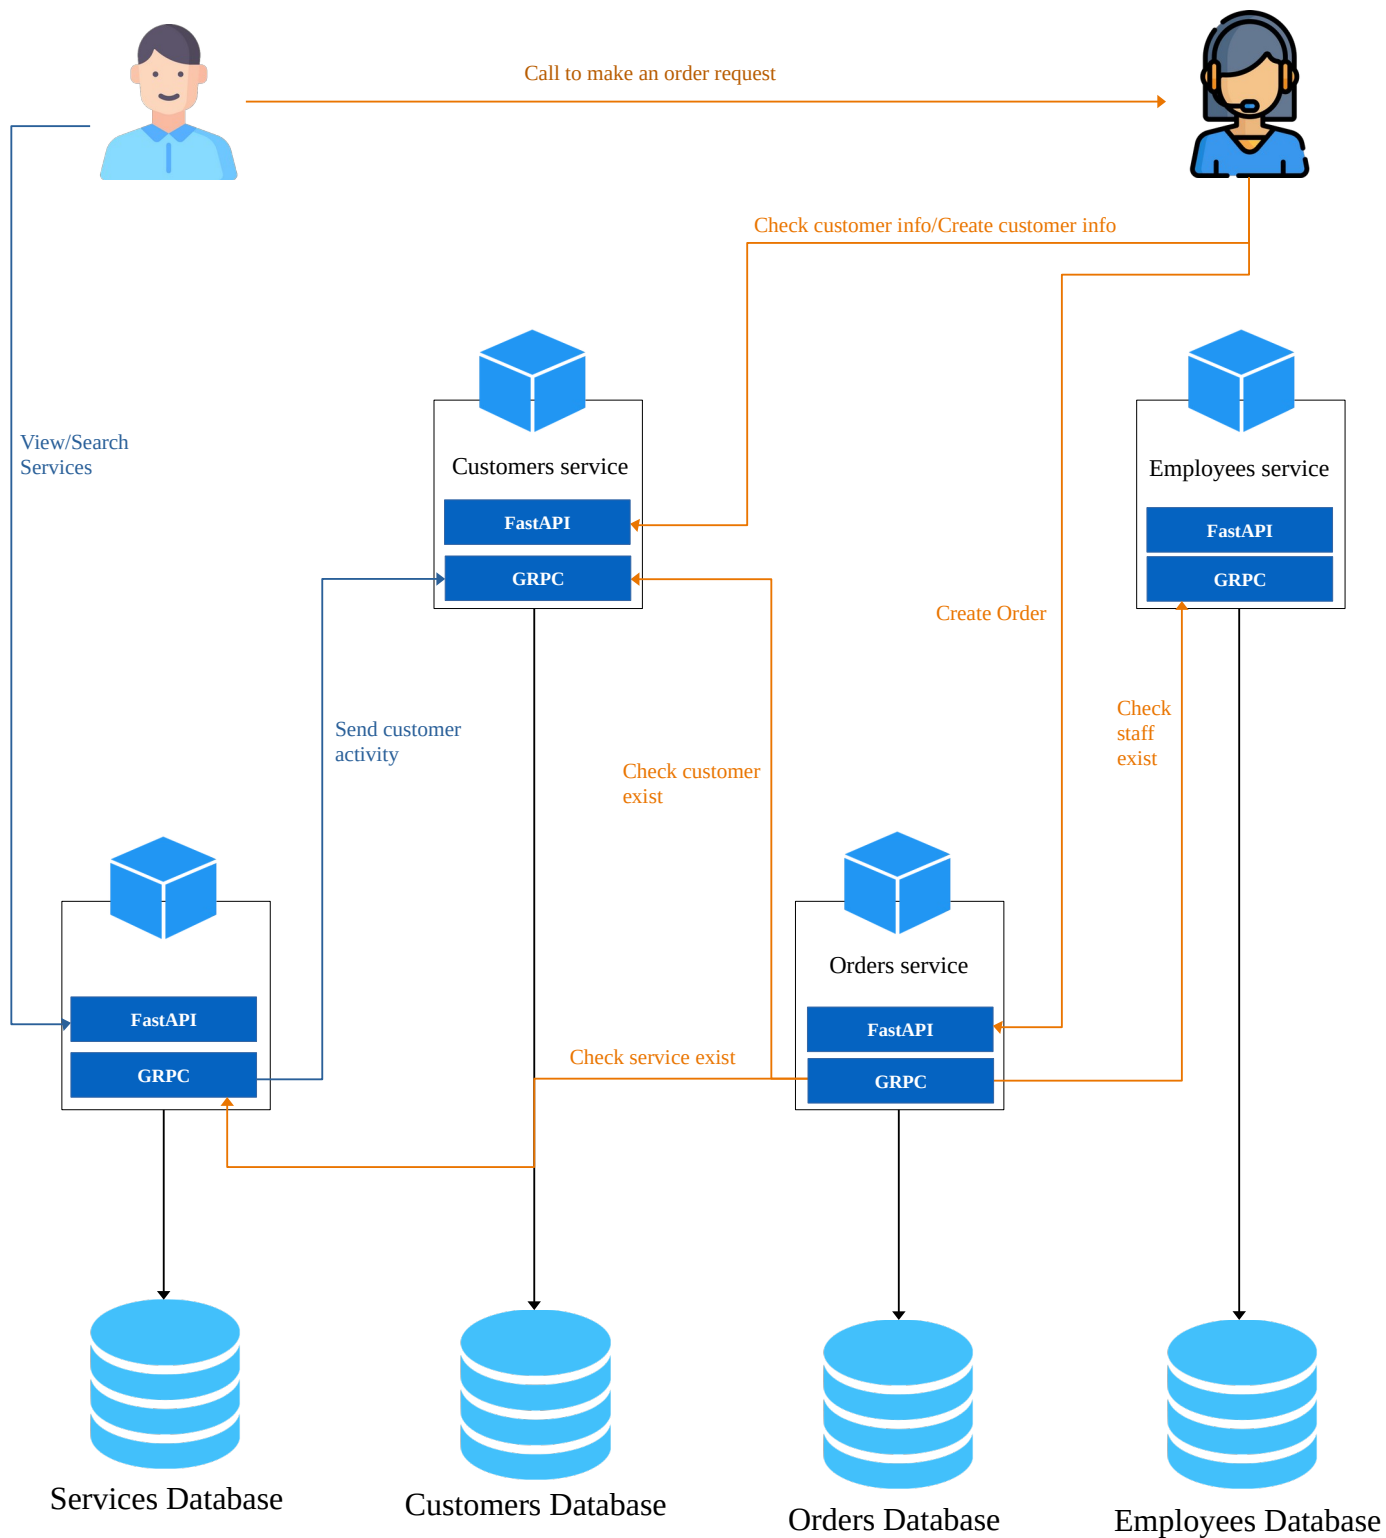 Call to make an order request
Check customer info/Create customer info
View/Search
Services
Customers service
FastAPI
GRPC
Employees service
FastAPI
GRPC
Create Order
Send customer
activity
Check customer
exist
Check
staff
exist
FastAPI
GRPC
Orders service
FastAPI
GRPC
Check service exist
Services Database
Customers Database
Orders Database
Employees Database